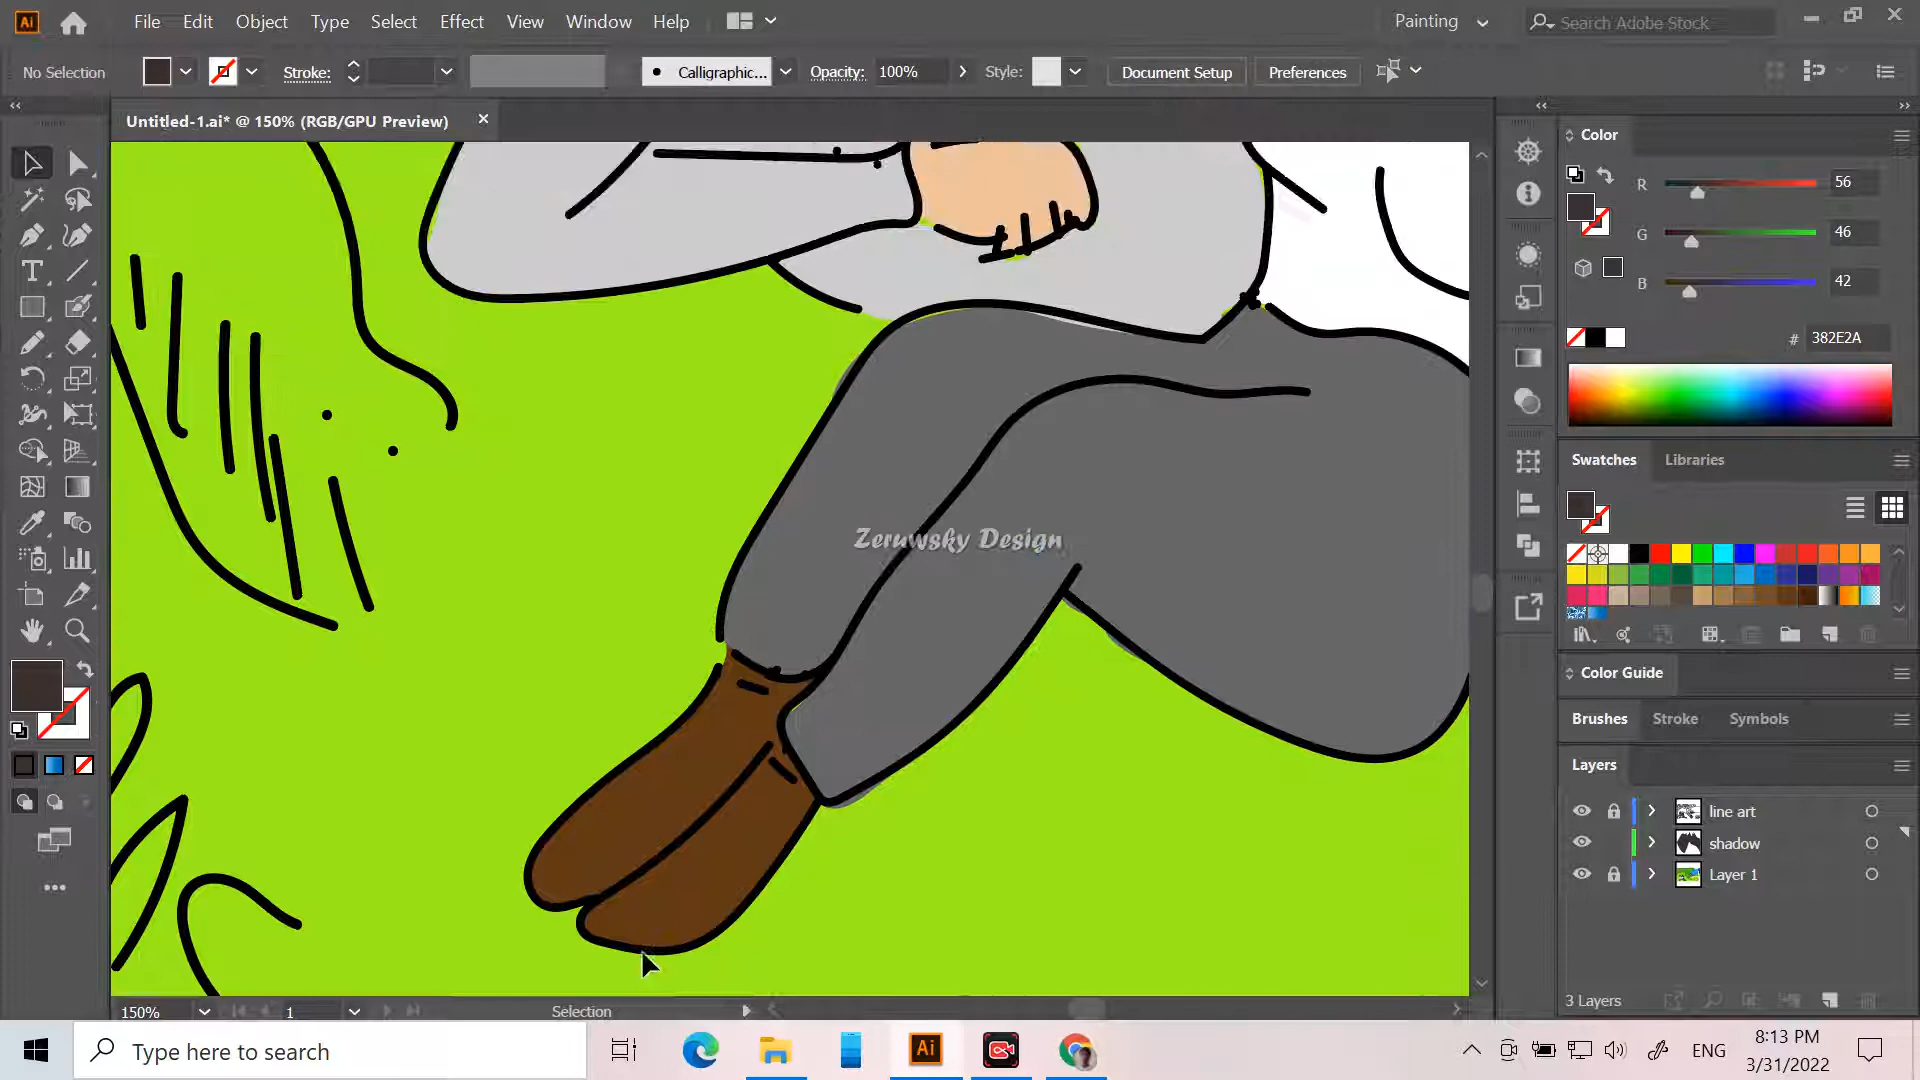 Ai File Edit Object Type Select Effect View Window Help Painting Search Adobe Stock
No Selection Stroke: Calligraphic... Opacity: 100% Style: Document Setup Preferences
Untitled-1.ai* @ 150% (RGB/GPU Preview)
Color
R 56
G 46
B 42
# 382E2A
Swatches Libraries
Zeruwsky Design
Color Guide
Brushes Stroke Symbols
Layers
line art
shadow
Layer 1
3 Layers
150% 1 Selection
Type here to search
Ai
ENG
8:13 PM
3/31/2022